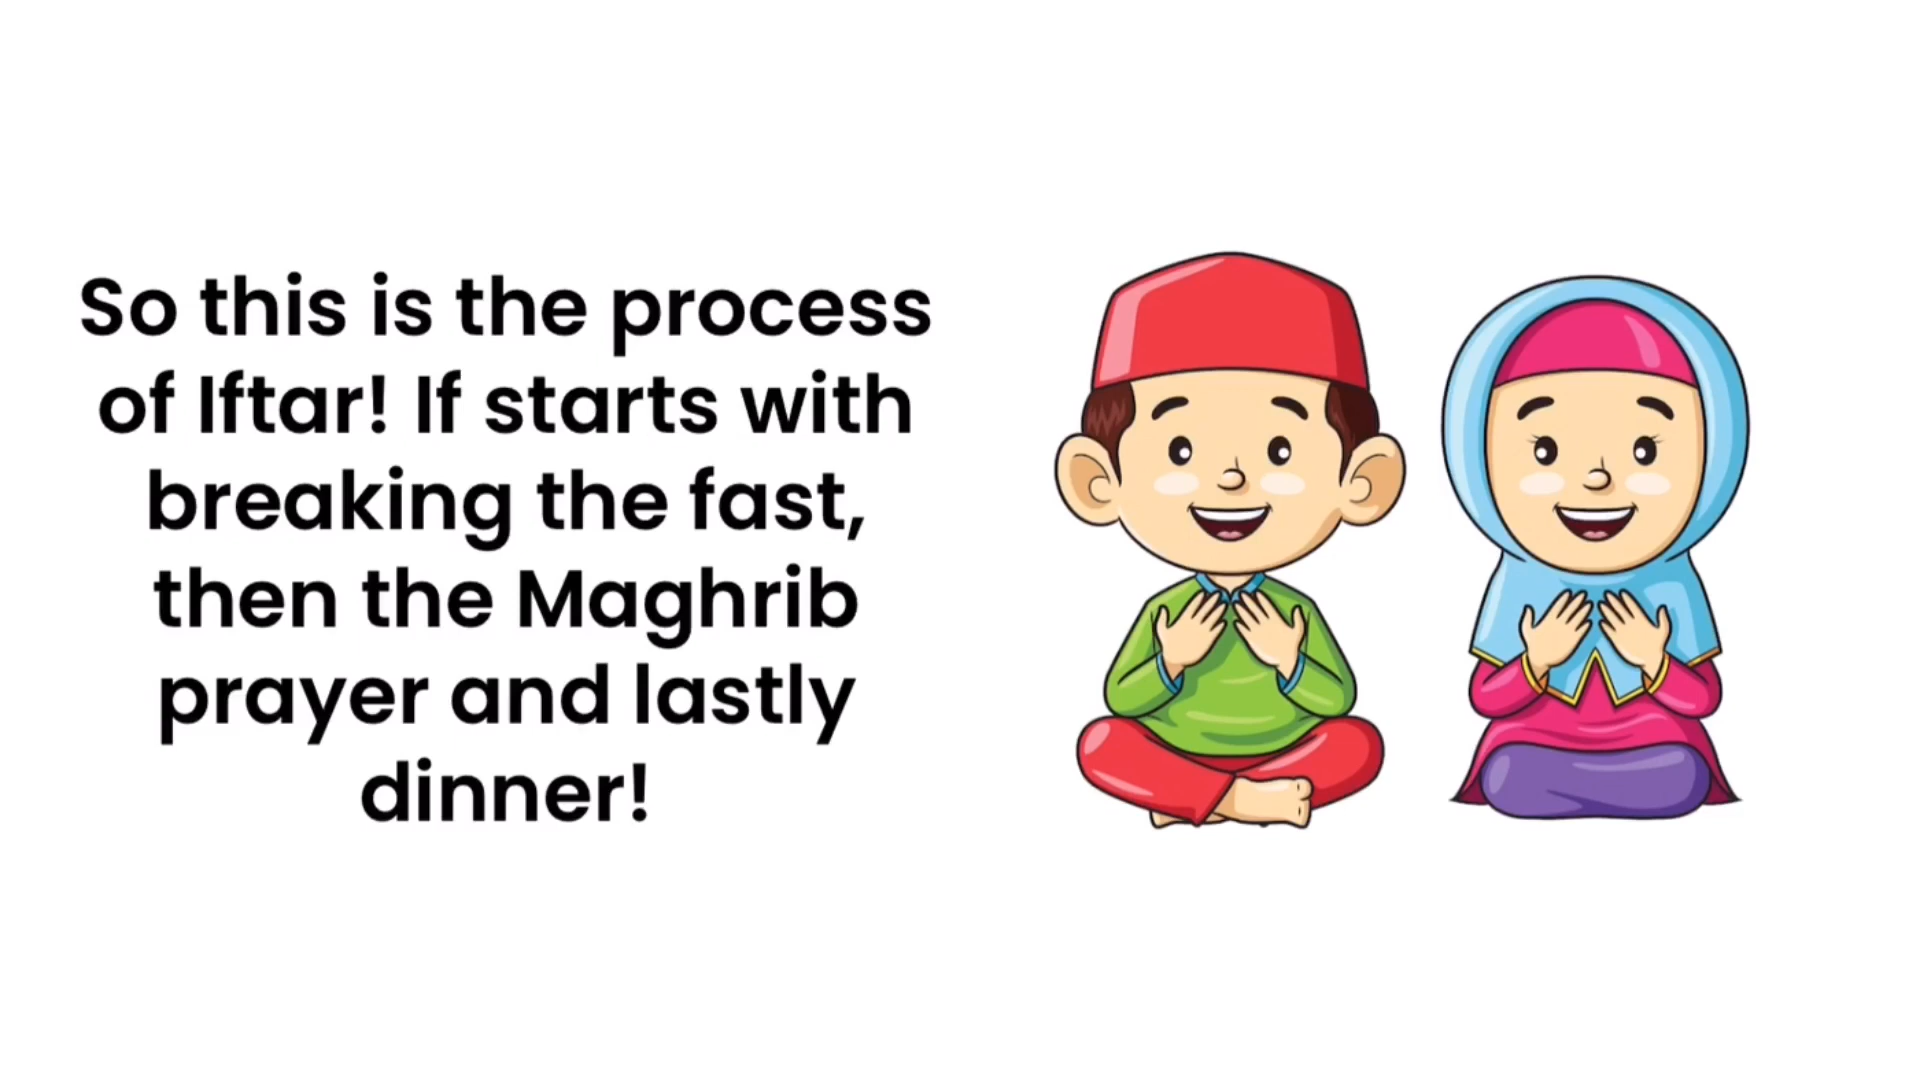 So this is the process
of Iftar! If starts with
breaking the fast,
then the Maghrib
prayer and lastly
dinner!